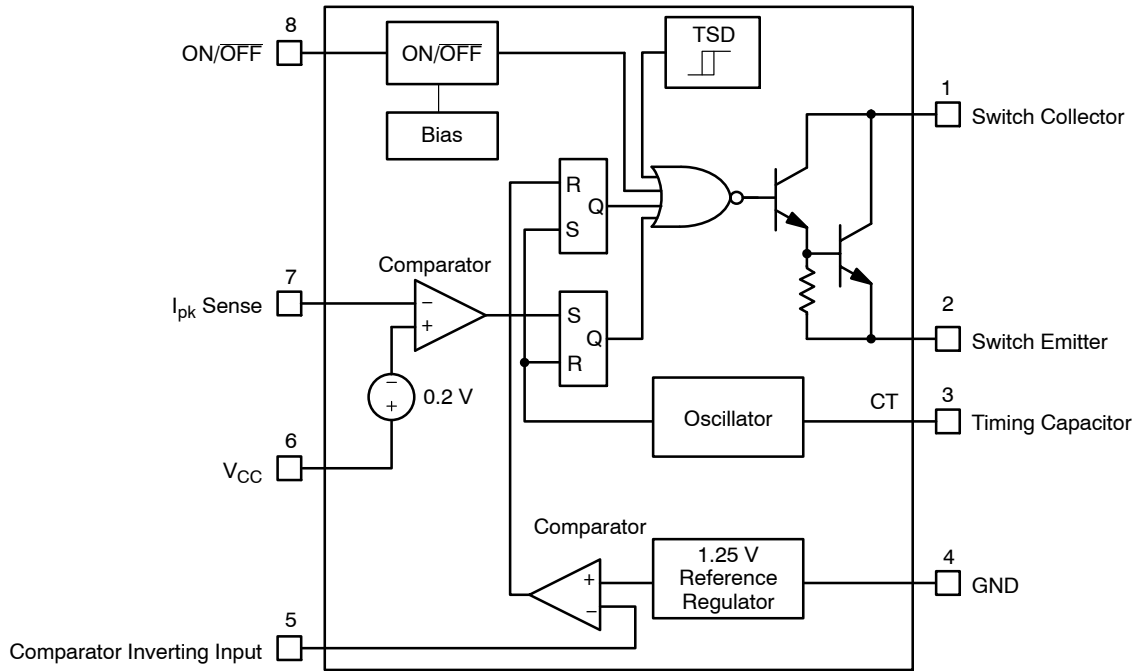 8
ON/OFF
ON/OFF
TSD
Bias
1
Switch Collector
R
Q
S
Comparator
7
Ipk Sense
−
+
S
Q
R
2
Switch Emitter
−
+
0.2 V
Oscillator
CT
3
Timing Capacitor
6
VCC
Comparator
+
−
1.25 V
Reference
Regulator
4
GND
5
Comparator Inverting Input